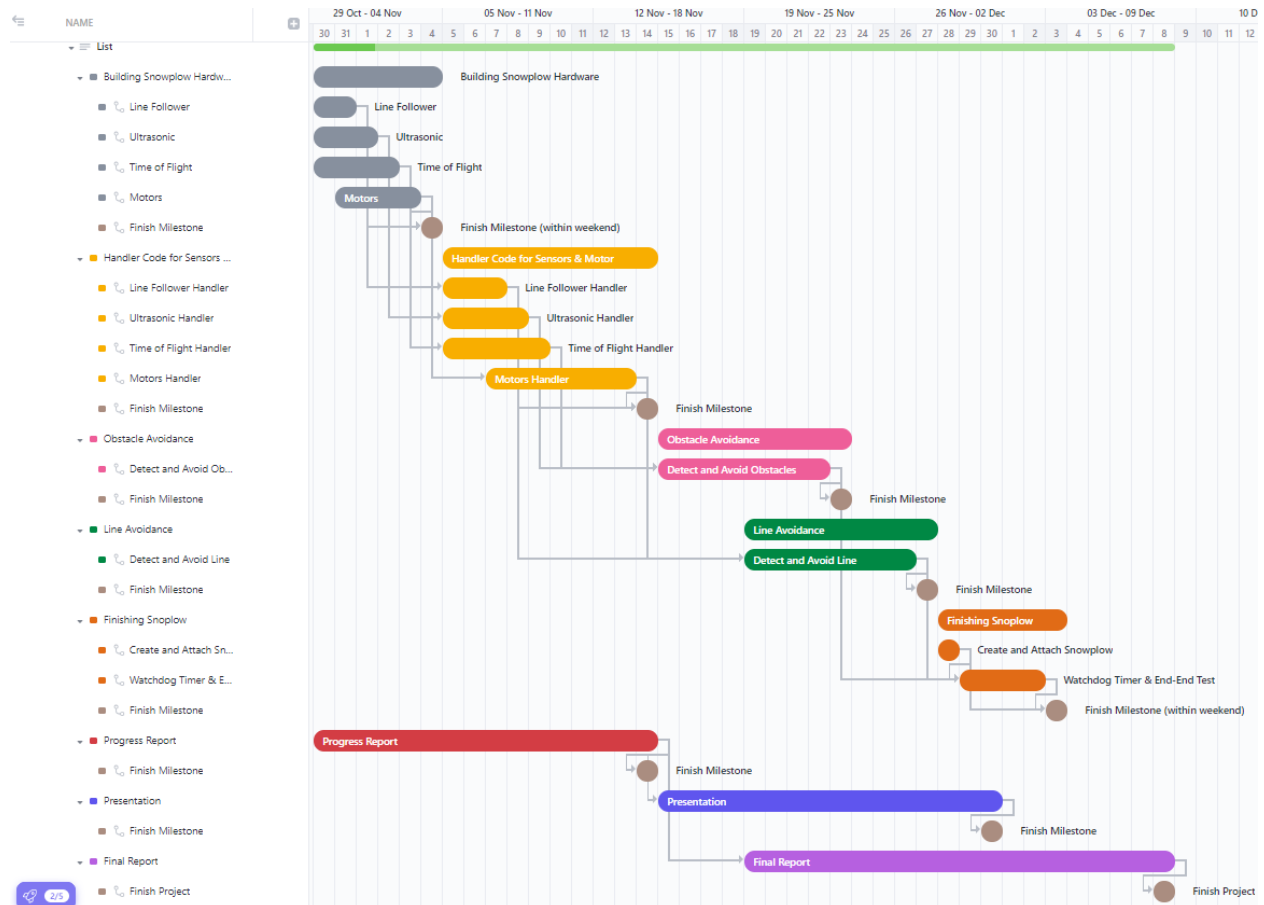 29 Oct - 04 Nov 05 Nov - 11 Nov 12 Nov - 18 Nov 19 Nov - 25 Nov 26 Nov - 02 Dec 03 Dec - 09 Dec 10 D
NAME
30 31 1 2 3 4 5 6 7 8 9 10 11 12 13 14 15 16 17 18 19 20 21 22 23 24 25 26 27 28 29 30 1 2 3 4 5 6 7 8 9 10 11 12
List
Building Snowplow Hardw... Building Snowplow Hardware
Line Follower Line Follower
Ultrasonic Ultrasonic
Time of Flight Time of Flight
Motors Motors
Finish Milestone Finish Milestone (within weekend)
Handler Code for Sensors ... Handler Code for Sensors & Motor
Line Follower Handler Line Follower Handler
Ultrasonic Handler Ultrasonic Handler
Time of Flight Handler Time of Flight Handler
Motors Handler Motors Handler
Finish Milestone Finish Milestone
Obstacle Avoidance Obstacle Avoidance
Detect and Avoid Ob... Detect and Avoid Obstacles
Finish Milestone Finish Milestone
Line Avoidance Line Avoidance
Detect and Avoid Line Detect and Avoid Line
Finish Milestone Finish Milestone
Finishing Snoplow Finishing Snoplow
Create and Attach Sn... Create and Attach Snowplow
Watchdog Timer & E... Watchdog Timer & End-End Test
Finish Milestone Finish Milestone (within weekend)
Progress Report Progress Report
Finish Milestone Finish Milestone
Presentation Presentation
Finish Milestone Finish Milestone
Final Report Final Report
Finish Project Finish Project
2/5